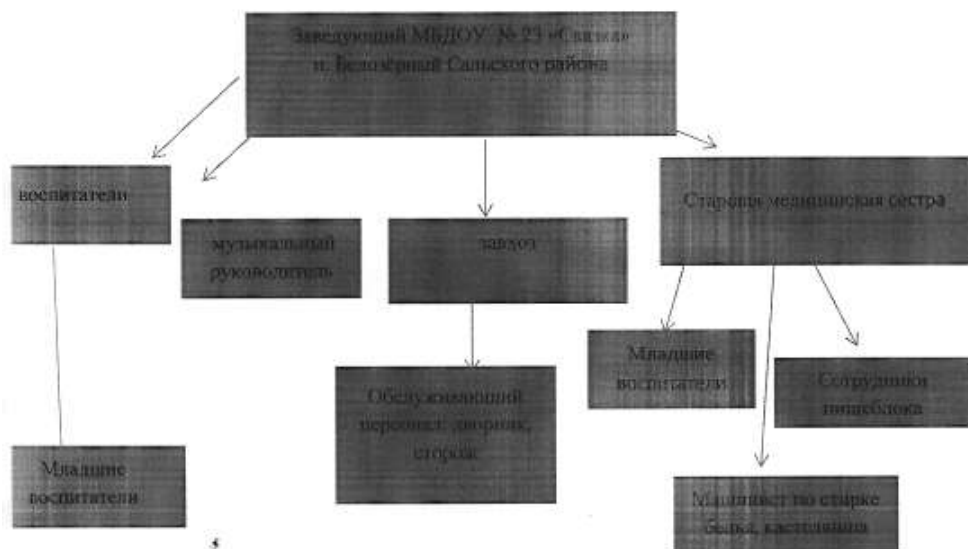 Заведующий МБДОУ № 23 «Сказка»
п. Белозёрный Сальского района
воспитатели
Старшая медицинская сестра
музыкальный
руководитель
завхоз
Младшие
воспитатели
Сотрудники
пищеблока
Обслуживающий
персонал: дворник,
сторож
Младшие
воспитатели
Машинист по стирке
белья, кастелянша